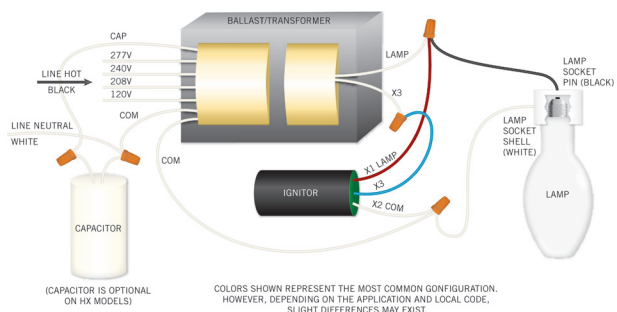 BALLAST/TRANSFORMER
CAP
277V
240V
208V
120V
LINE HOT
BLACK
COM
LINE NEUTRAL
WHITE
COM
LAMP
X3
X1 LAMP
X3
X2 COM
IGNITOR
CAPACITOR
(CAPACITOR IS OPTIONAL
ON HX MODELS)
LAMP
SOCKET
PIN (BLACK)
LAMP
SOCKET
SHELL
(WHITE)
LAMP
COLORS SHOWN REPRESENT THE MOST COMMON GONFIGURATION.
HOWEVER, DEPENDING ON THE APPLICATION AND LOCAL CODE,
SLIGHT DIFFERENCES MAY EXIST